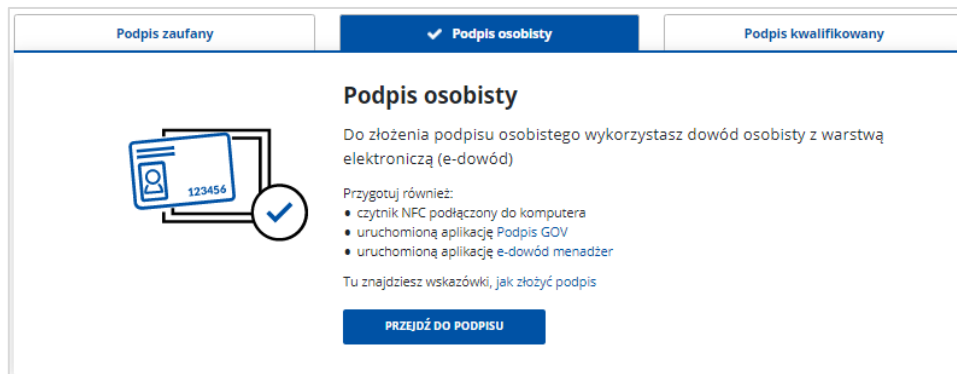 Podpis zaufany
Podpis osobisty
Podpis kwalifikowany
Podpis osobisty
Do złożenia podpisu osobistego wykorzystasz dowód osobisty z warstwą
elektroniczą (e-dowód)
123456
Przygotuj również:
• czytnik NFC podłączony do komputera
• uruchomioną aplikację Podpis GOV
• uruchomioną aplikację e-dowód menadżer
Tu znajdziesz wskazówki, jak złożyć podpis
PRZEJDŹ DO PODPISU